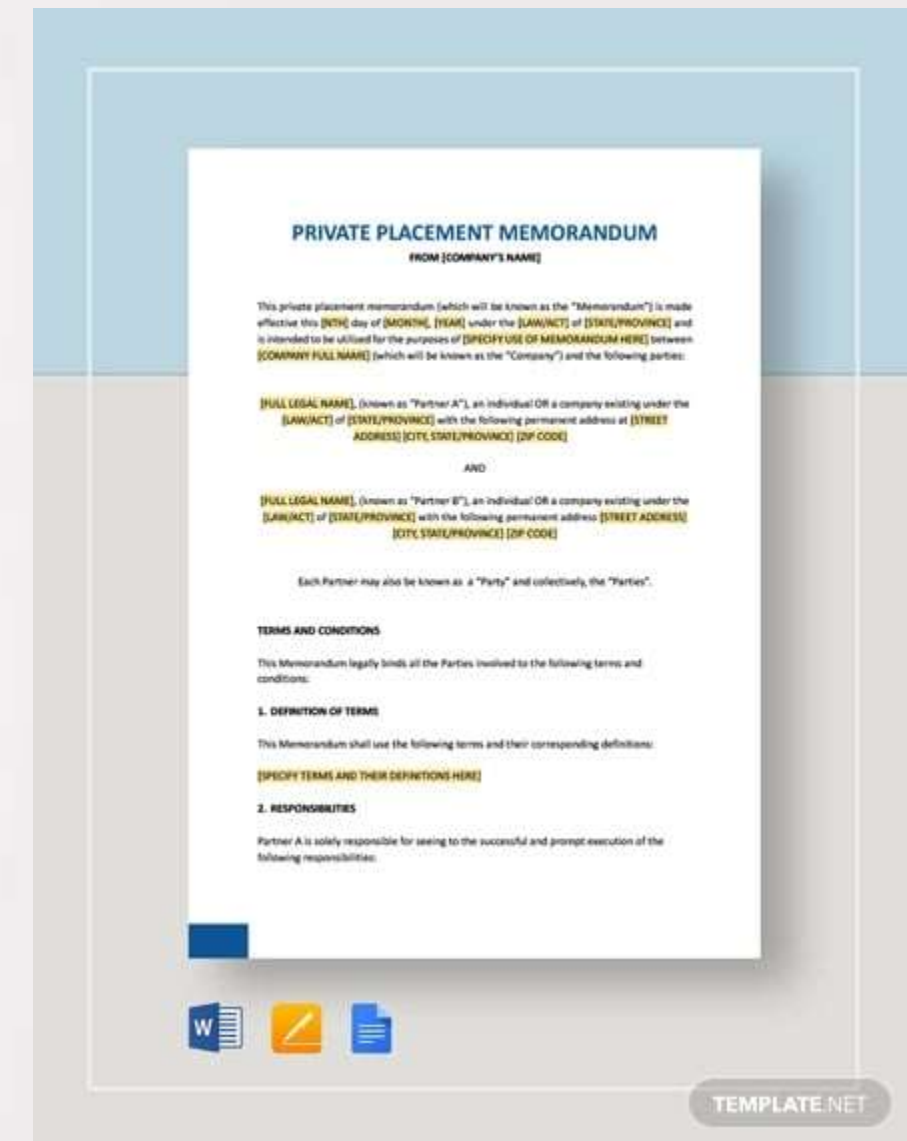 PRIVATE PLACEMENT MEMORANDUM
FROM [COMPANY'S NAME]
This private placement memorandum (which will be known as the "Memorandum") is made
effective this [NTH] day of [MONTH], [YEAR] under the [LAW/ACT] of [STATE/PROVINCE] and
is intended to be utilized for the purposes of [SPECIFY USE OF MEMORANDUM HERE] between
[COMPANY FULL NAME] (which will be known as the "Company") and the following parties:
[FULL LEGAL NAME], (known as "Partner A"), an individual OR a company existing under the
[LAW/ACT] of [STATE/PROVINCE] with the following permanent address at [STREET
ADDRESS] [CITY, STATE/PROVINCE] [ZIP CODE]
AND
[FULL LEGAL NAME], (known as "Partner B"), an individual OR a company existing under the
[LAW/ACT] of [STATE/PROVINCE] with the following permanent address [STREET ADDRESS]
[CITY, STATE/PROVINCE] [ZIP CODE]
Each Partner may also be known as a "Party" and collectively, the "Parties".
TERMS AND CONDITIONS
This Memorandum legally binds all the Parties involved to the following terms and
conditions:
1. DEFINITION OF TERMS
This Memorandum shall use the following terms and their corresponding definitions:
[SPECIFY TERMS AND THEIR DEFINITIONS HERE]
2. RESPONSIBILITIES
Partner A is solely responsible for seeing to the successful and prompt execution of the
following responsibilities:
W
TEMPLATE.NET